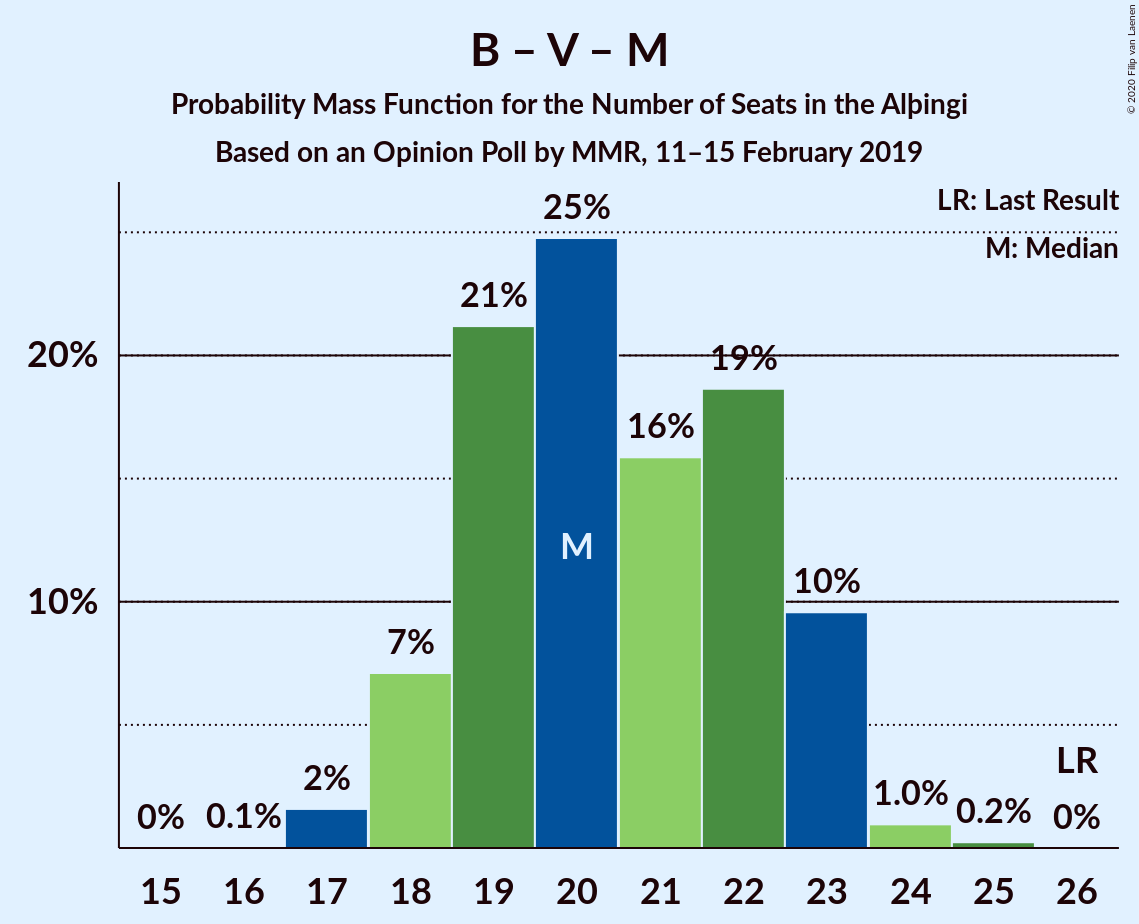 B – V – M
Probability Mass Function for the Number of Seats in the Alþingi
Based on an Opinion Poll by MMR, 11–15 February 2019
© 2020 Filip van Laenen
LR: Last Result
M: Median
25%
21%
20%
19%
16%
M
10%
10%
7%
LR
2%
1.0%
0.2%
0%
0.1%
0%
15 16 17 18 19 20 21 22 23 24 25 26